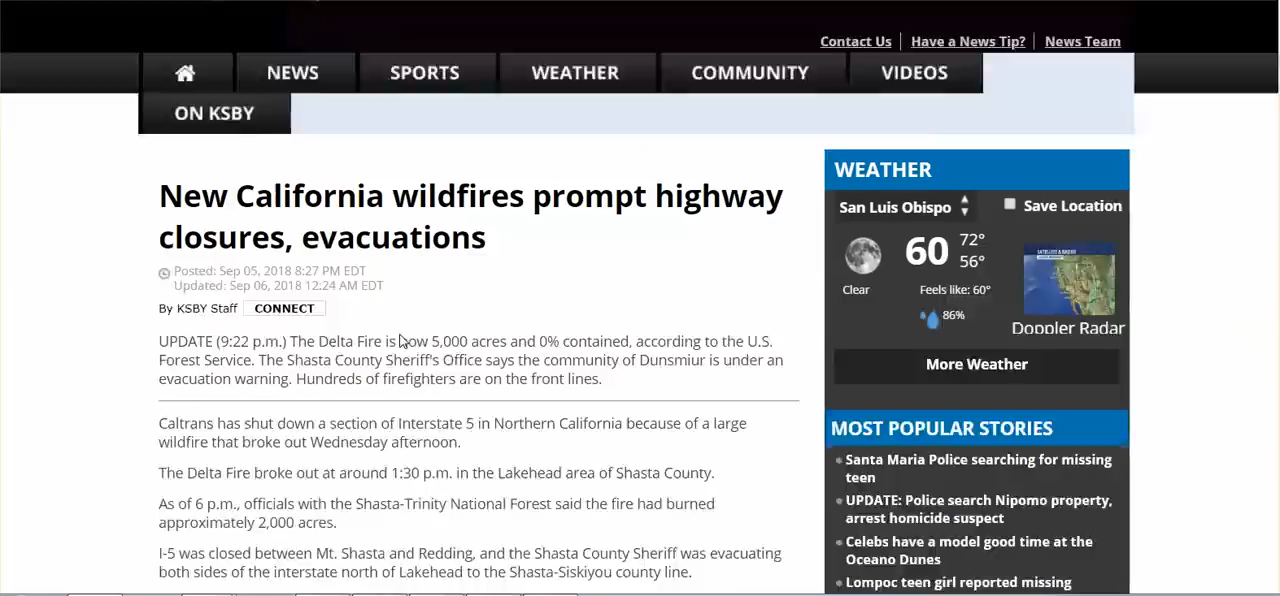 Contact Us
Have a News Tip?
News Team
NEWS
SPORTS
WEATHER
COMMUNITY
VIDEOS
ON KSBY
New California wildfires prompt highway
closures, evacuations
Posted: Sep 05, 2018 8:27 PM EDT
Updated: Sep 06, 2018 12:24 AM EDT
By KSBY Staff CONNECT
UPDATE (9:22 p.m.) The Delta Fire is now 5,000 acres and 0% contained, according to the U.S.
Forest Service. The Shasta County Sheriff's Office says the community of Dunsmiur is under an
evacuation warning. Hundreds of firefighters are on the front lines.
Caltrans has shut down a section of Interstate 5 in Northern California because of a large
wildfire that broke out Wednesday afternoon.
The Delta Fire broke out at around 1:30 p.m. in the Lakehead area of Shasta County.
As of 6 p.m., officials with the Shasta-Trinity National Forest said the fire had burned
approximately 2,000 acres.
I-5 was closed between Mt. Shasta and Redding, and the Shasta County Sheriff was evacuating
both sides of the interstate north of Lakehead to the Shasta-Siskiyou county line.
WEATHER
San Luis Obispo
Save Location
60
72°
56°
Clear
Feels like: 60°
86%
Doppler Radar
More Weather
MOST POPULAR STORIES
Santa Maria Police searching for missing
teen
UPDATE: Police search Nipomo property,
arrest homicide suspect
Celebs have a model good time at the
Oceano Dunes
Lompoc teen girl reported missing